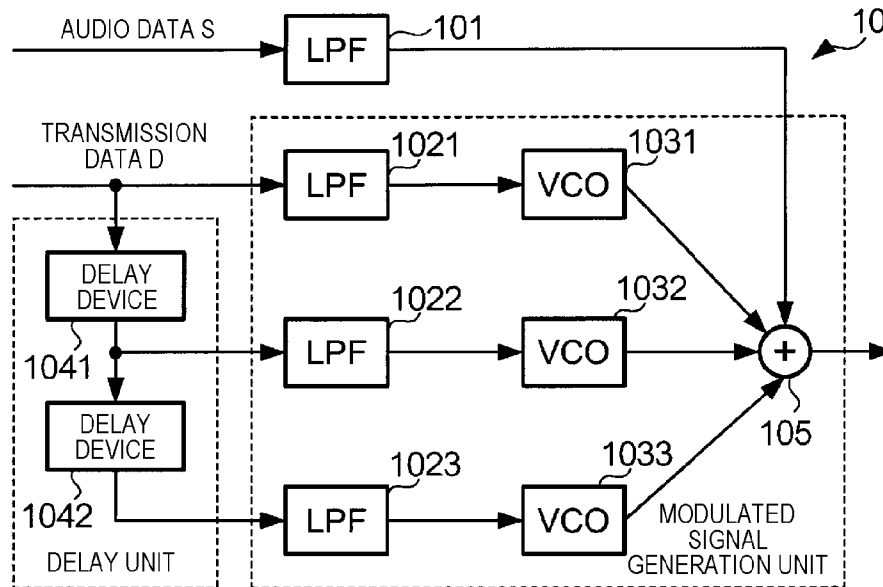 AUDIO DATA S
LPF
101
10
TRANSMISSION
DATA D
1021
LPF
1031
VCO
DELAY
DEVICE
1041
1022
LPF
1032
VCO
+
105
DELAY
DEVICE
1042
1023
LPF
1033
VCO
DELAY UNIT
MODULATED
SIGNAL
GENERATION UNIT